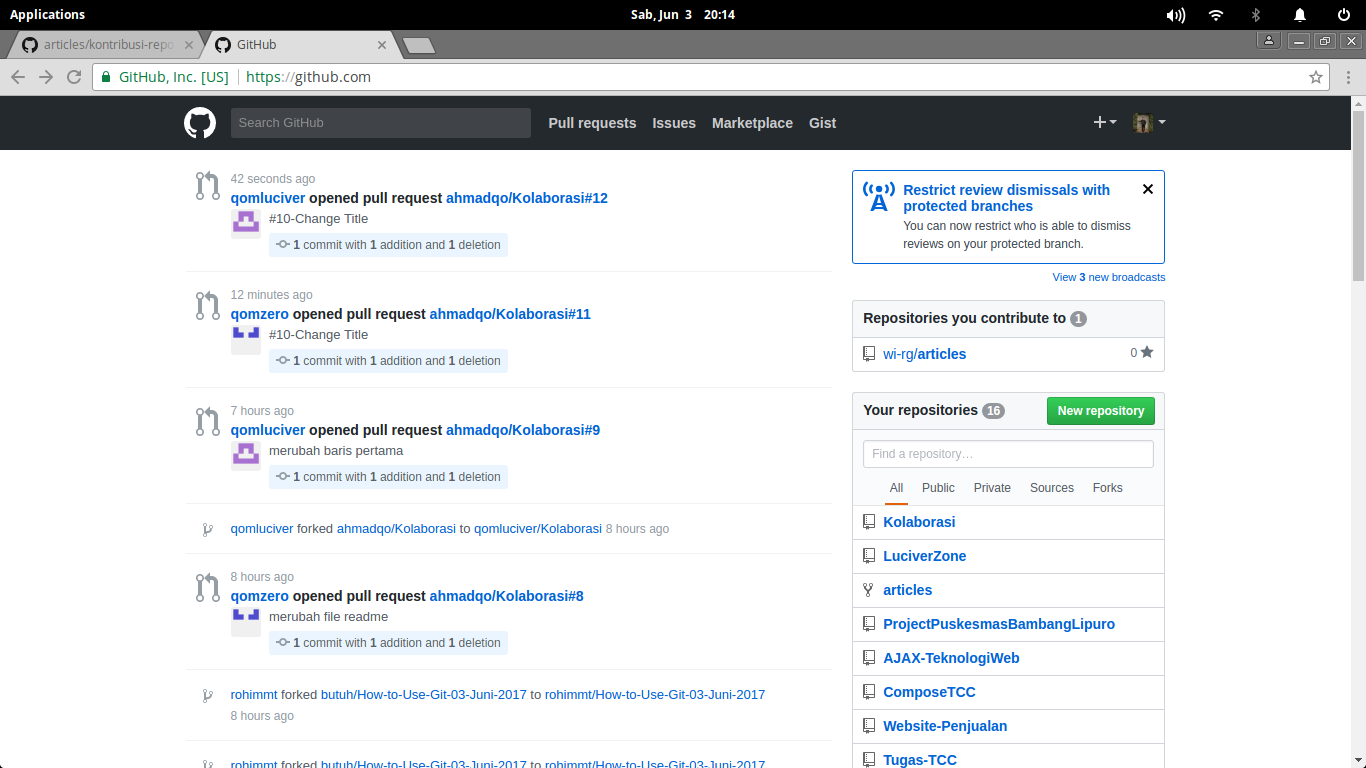 Applications
Sab, Jun 3 20:14
articles/kontribusi-repo
GitHub
GitHub, Inc. [US]
https://github.com
Search GitHub
Pull requests
Issues
Marketplace
Gist
42 seconds ago
qomluciver opened pull request ahmadqo/Kolaborasi#12
#10-Change Title
1 commit with 1 addition and 1 deletion
12 minutes ago
qomzero opened pull request ahmadqo/Kolaborasi#11
#10-Change Title
1 commit with 1 addition and 1 deletion
7 hours ago
qomluciver opened pull request ahmadqo/Kolaborasi#9
merubah baris pertama
1 commit with 1 addition and 1 deletion
qomluciver forked ahmadqo/Kolaborasi to qomluciver/Kolaborasi 8 hours ago
8 hours ago
qomzero opened pull request ahmadqo/Kolaborasi#8
merubah file readme
1 commit with 1 addition and 1 deletion
rohimmt forked butuh/How-to-Use-Git-03-Juni-2017 to rohimmt/How-to-Use-Git-03-Juni-2017
8 hours ago
rohimmt forked butuh/How-to-Use-Git-03-Juni-2017 to rohimmt/How-to-Use-Git-03-Juni-2017
Restrict review dismissals with
protected branches
You can now restrict who is able to dismiss
reviews on your protected branch.
View 3 new broadcasts
Repositories you contribute to 1
wi-rg/articles
0
Your repositories 16
New repository
Find a repository…
All
Public
Private
Sources
Forks
Kolaborasi
LuciverZone
articles
ProjectPuskesmasBambangLipuro
AJAX-TeknologiWeb
ComposeTCC
Website-Penjualan
Tugas-TCC